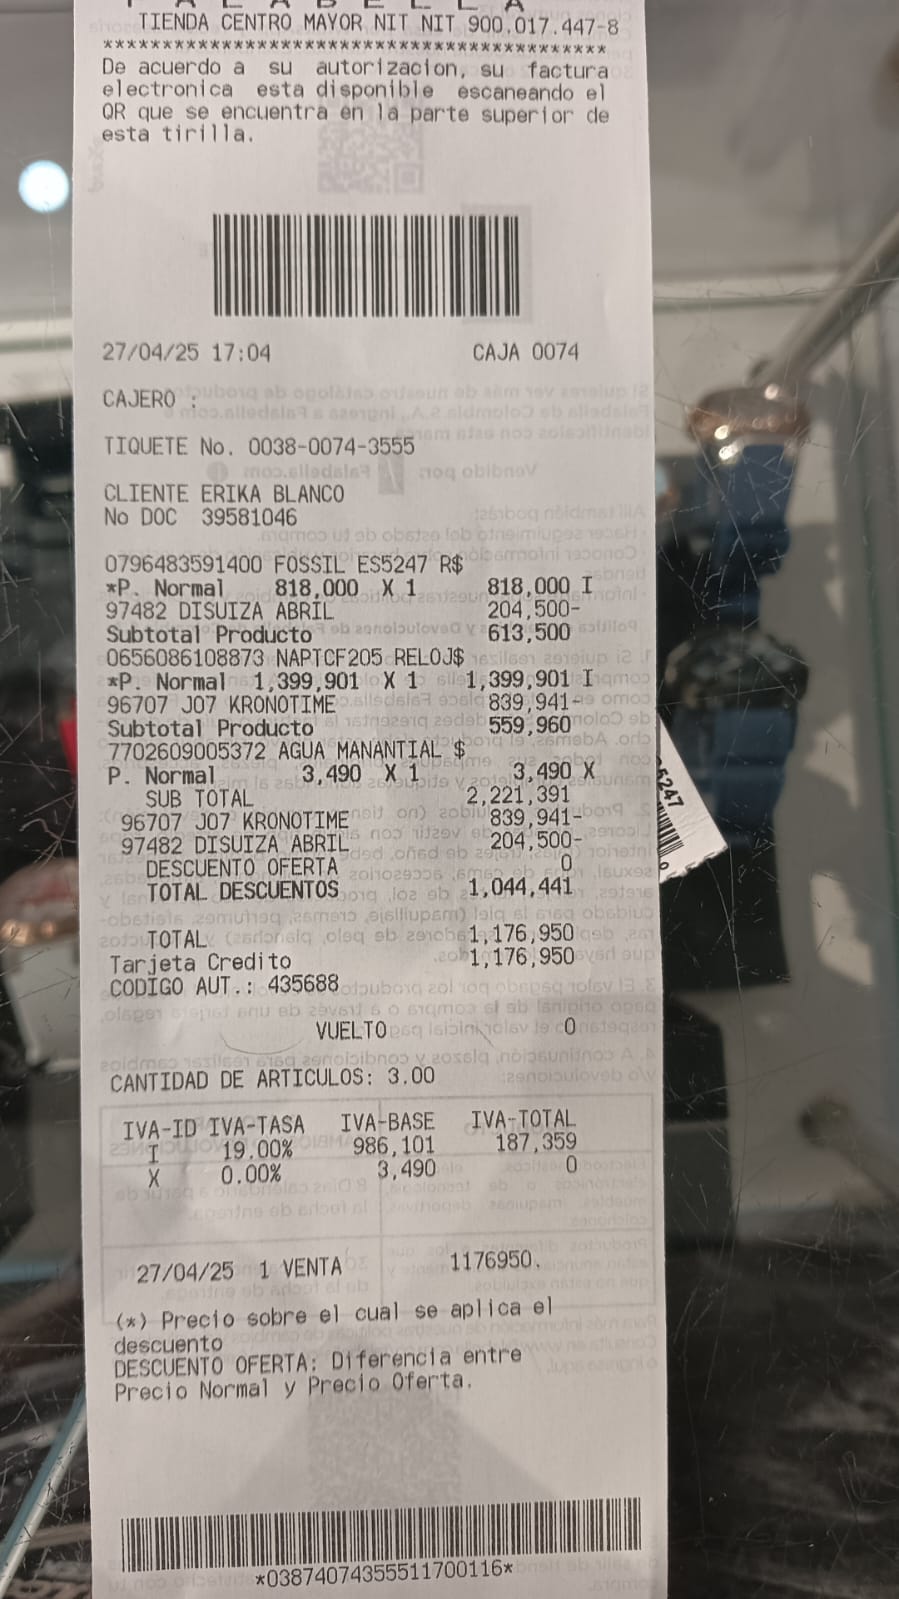 FALABELLA
TIENDA CENTRO MAYOR NIT NIT 900.017.447-8
******************************************
De acuerdo a su autorizacion, su factura
electronica esta disponible escaneando el
QR que se encuentra en la parte superior de
esta tirilla.
27/04/25 17:04 CAJA 0074
CAJERO :
TIQUETE No. 0038-0074-3555
CLIENTE ERIKA BLANCO
No DOC 39581046
0796483591400 FOSSIL ES5247 R$
*P. Normal 818,000 X 1 818,000 I
97482 DISUIZA ABRIL 204,500-
Subtotal Producto 613,500
0656086108873 NAPTCF205 RELOJ$
*P. Normal 1,399,901 X 1 1,399,901 I
96707 J07 KRONOTIME 839,941-
Subtotal Producto 559,960
7702609005372 AGUA MANANTIAL $
P. Normal 3,490 X 1 3,490 X
SUB TOTAL 2,221,391
96707 J07 KRONOTIME 839,941-
97482 DISUIZA ABRIL 204,500-
DESCUENTO OFERTA 0
TOTAL DESCUENTOS 1,044,441
TOTAL 1,176,950
Tarjeta Credito 1,176,950
CODIGO AUT.: 435688
VUELTO 0
CANTIDAD DE ARTICULOS: 3.00
IVA-ID IVA-TASA IVA-BASE IVA-TOTAL
I 19.00% 986,101 187,359
X 0.00% 3,490 0
27/04/25 1 VENTA 1176950.
(*) Precio sobre el cual se aplica el
descuento
DESCUENTO OFERTA: Diferencia entre
Precio Normal y Precio Oferta.
*03874074355511700116*
5247